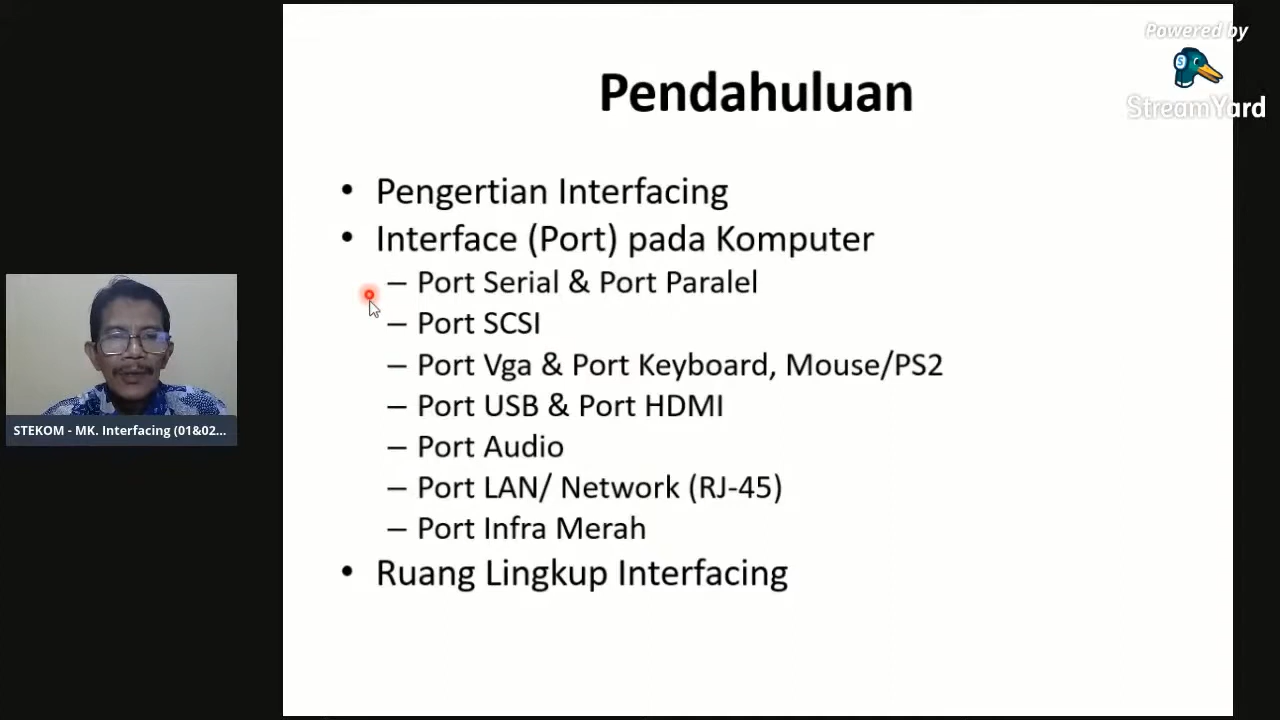 Powered by
StreamYard
Pendahuluan
• Pengertian Interfacing
• Interface (Port) pada Komputer
– Port Serial & Port Paralel
– Port SCSI
– Port Vga & Port Keyboard, Mouse/PS2
– Port USB & Port HDMI
– Port Audio
– Port LAN/ Network (RJ-45)
– Port Infra Merah
• Ruang Lingkup Interfacing
STEKOM - MK. Interfacing (01&02...